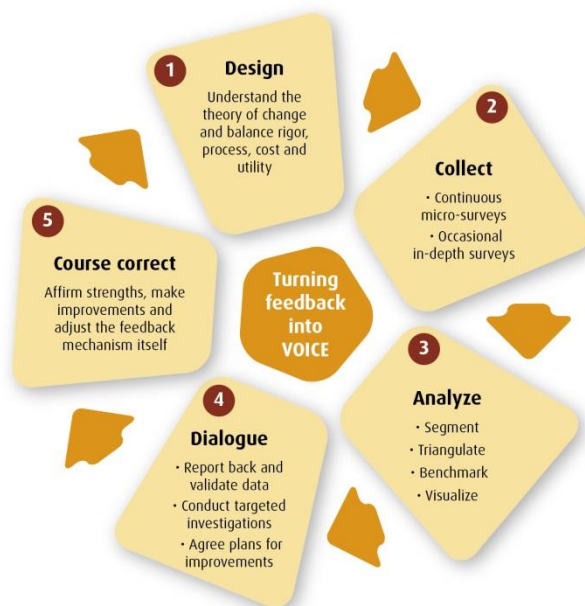 1
Design
Understand the
theory of change
and balance rigor,
process, cost and
utility
2
Collect
· Continuous
micro-surveys
· Occasional
in-depth surveys
3
Analyze
· Segment
· Triangulate
· Benchmark
· Visualize
4
Dialogue
· Report back and
validate data
· Conduct targeted
investigations
· Agree plans for
improvements
5
Course correct
Affirm strengths, make
improvements and
adjust the feedback
mechanism itself
Turning
feedback
into
VOICE